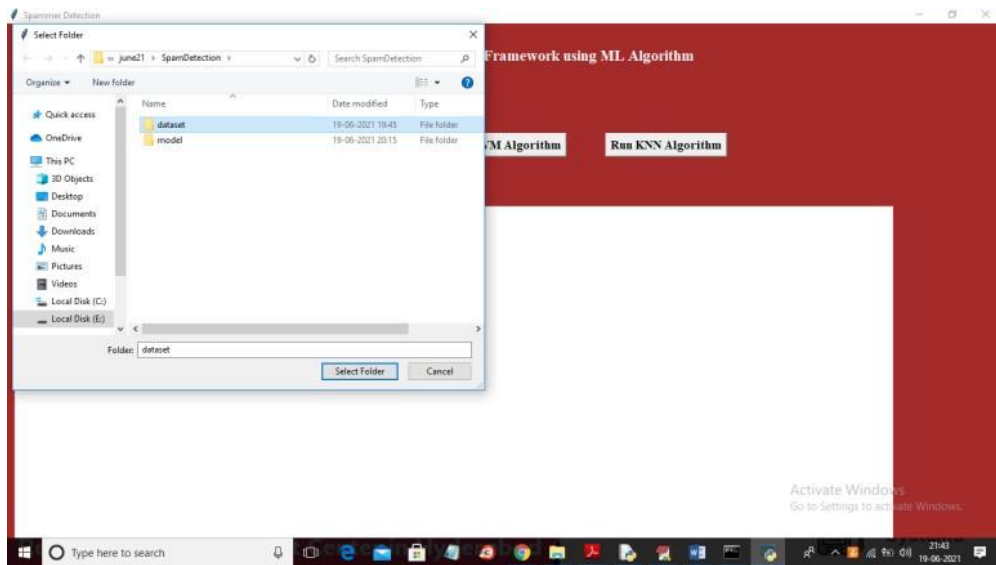 Spammer Detection
Select Folder
« june21 › SpamDetection ›
Search SpamDetection
Organize
New folder
Name
Date modified
Type
dataset
19-06-2021 19:43
File folder
model
19-06-2021 20:15
File folder
Quick access
OneDrive
This PC
3D Objects
Desktop
Documents
Downloads
Music
Pictures
Videos
Local Disk (C:)
Local Disk (E:)
Folder: dataset
Select Folder
Cancel
Framework using ML Algorithm
VM Algorithm
Run KNN Algorithm
Activate Windows
Go to Settings to activate Windows.
Type here to search
21:43
19-06-2021